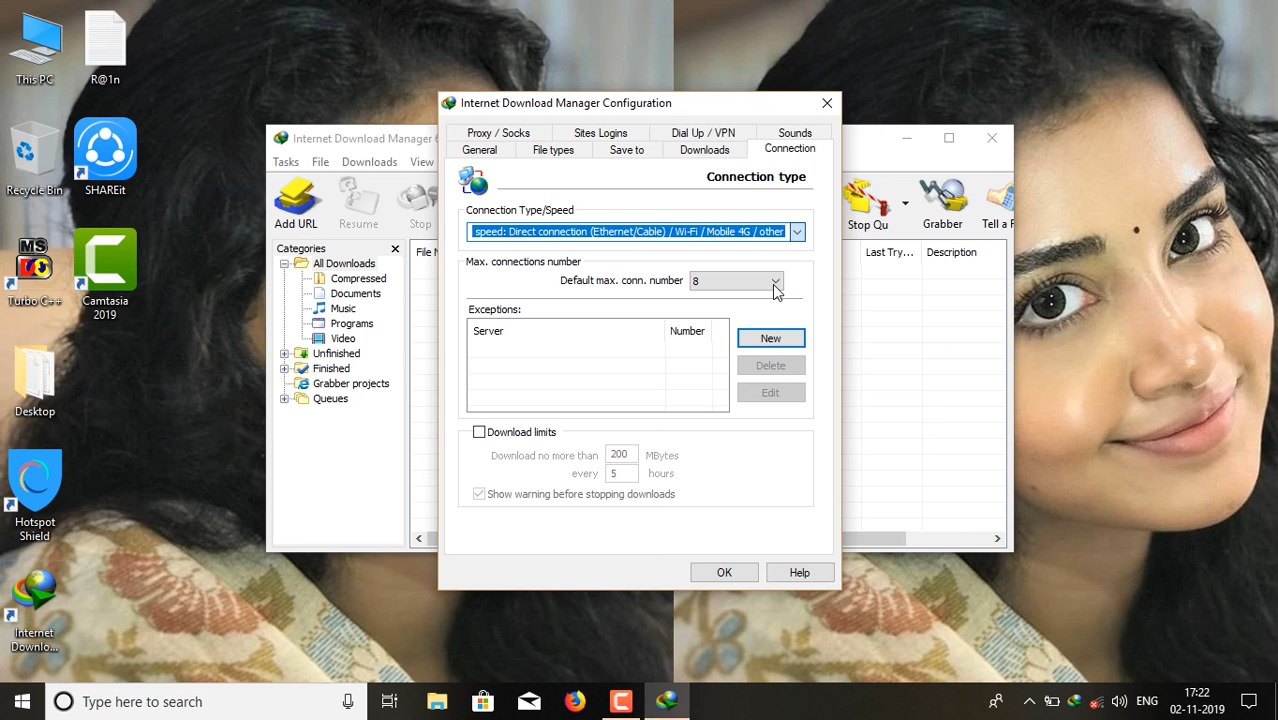 This PC
R@1n
Recycle Bin
SHAREit
MS
Turbo C++
Camtasia
2019
Desktop
Hotspot
Shield
Internet
Downlo...
Internet Download Manager 6
Tasks
File
Downloads
View
Add URL
Resume
Stop
Stop Qu
Grabber
Tell a F
Categories
All Downloads
Compressed
Documents
Music
Programs
Video
Unfinished
Finished
Grabber projects
Queues
File N
Last Try...
Description
Internet Download Manager Configuration
Proxy / Socks
Sites Logins
Dial Up / VPN
Sounds
General
File types
Save to
Downloads
Connection
Connection type
Connection Type/Speed
speed: Direct connection (Ethernet/Cable) / Wi-Fi / Mobile 4G / other
Max. connections number
Default max. conn. number
8
Exceptions:
Server
Number
New
Delete
Edit
Download limits
Download no more than
200
MBytes
every
5
hours
Show warning before stopping downloads
OK
Help
Type here to search
ENG
17:22
02-11-2019